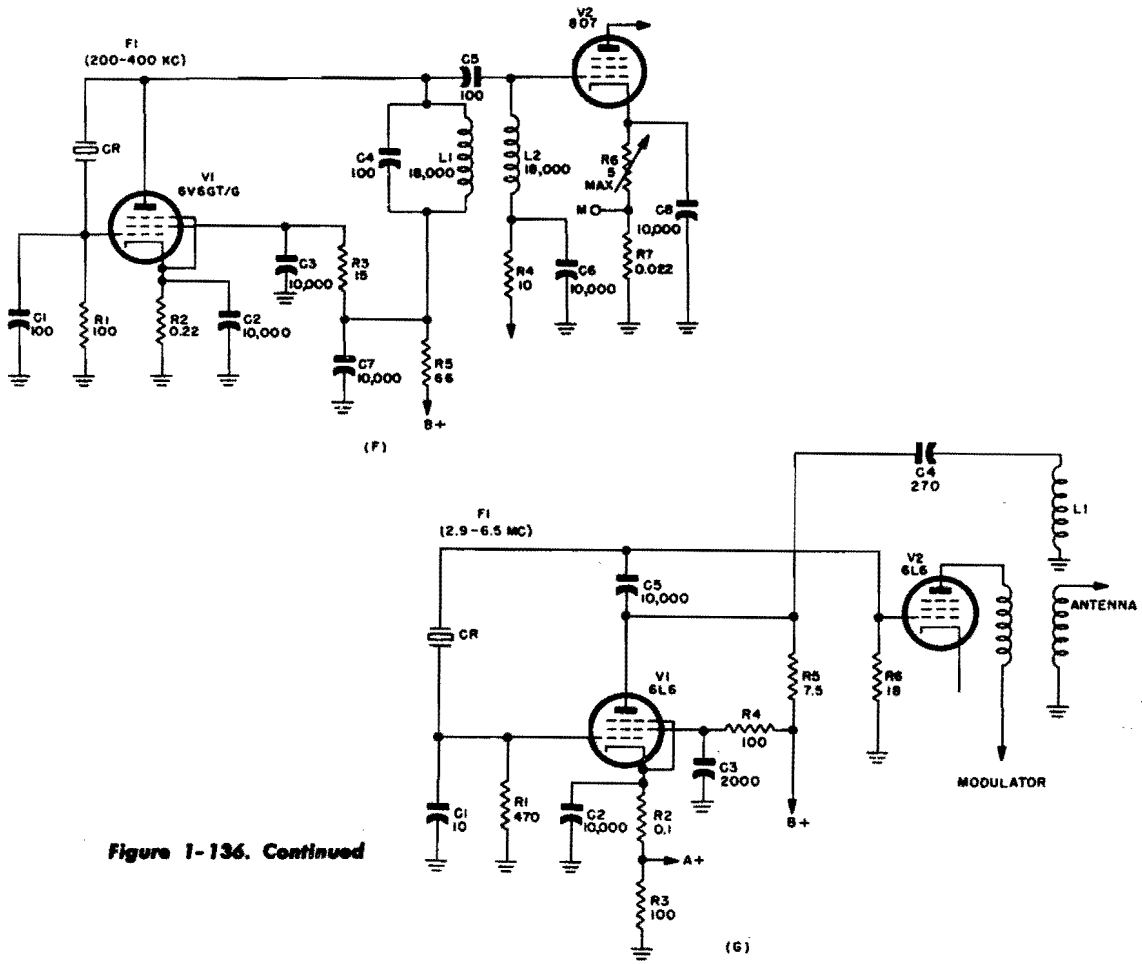 V2
807
F1
(200-400 KC)
C5
100
CR
V1
6V6GT/G
C4
100
L1
18,000
L2
18,000
R6
5
MAX
M
C8
10,000
R7
0.022
C1
100
R1
100
R2
0.22
C2
10,000
C3
10,000
R3
15
R4
10
C6
10,000
C7
10,000
R5
66
B+
(F)
C4
270
L1
F1
(2.9-6.5 MC)
C5
10,000
V2
6L6
ANTENNA
CR
V1
6L6
R5
7.5
R6
18
R4
100
C3
2000
MODULATOR
C1
10
R1
470
C2
10,000
R2
0.1
B+
A+
R3
100
Figure 1-136. Continued
(G)